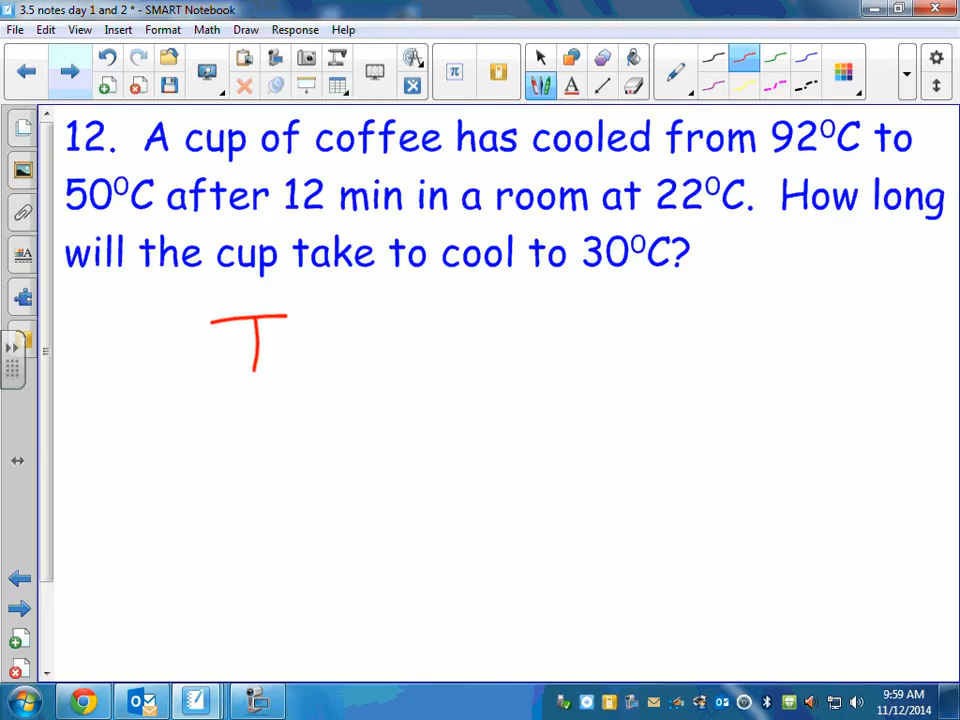 3.5 notes day 1 and 2 * - SMART Notebook
File Edit View Insert Format Math Draw Response Help
12. A cup of coffee has cooled from 92⁰C to
50⁰C after 12 min in a room at 22⁰C. How long
will the cup take to cool to 30⁰C?
T
9:59 AM
11/12/2014